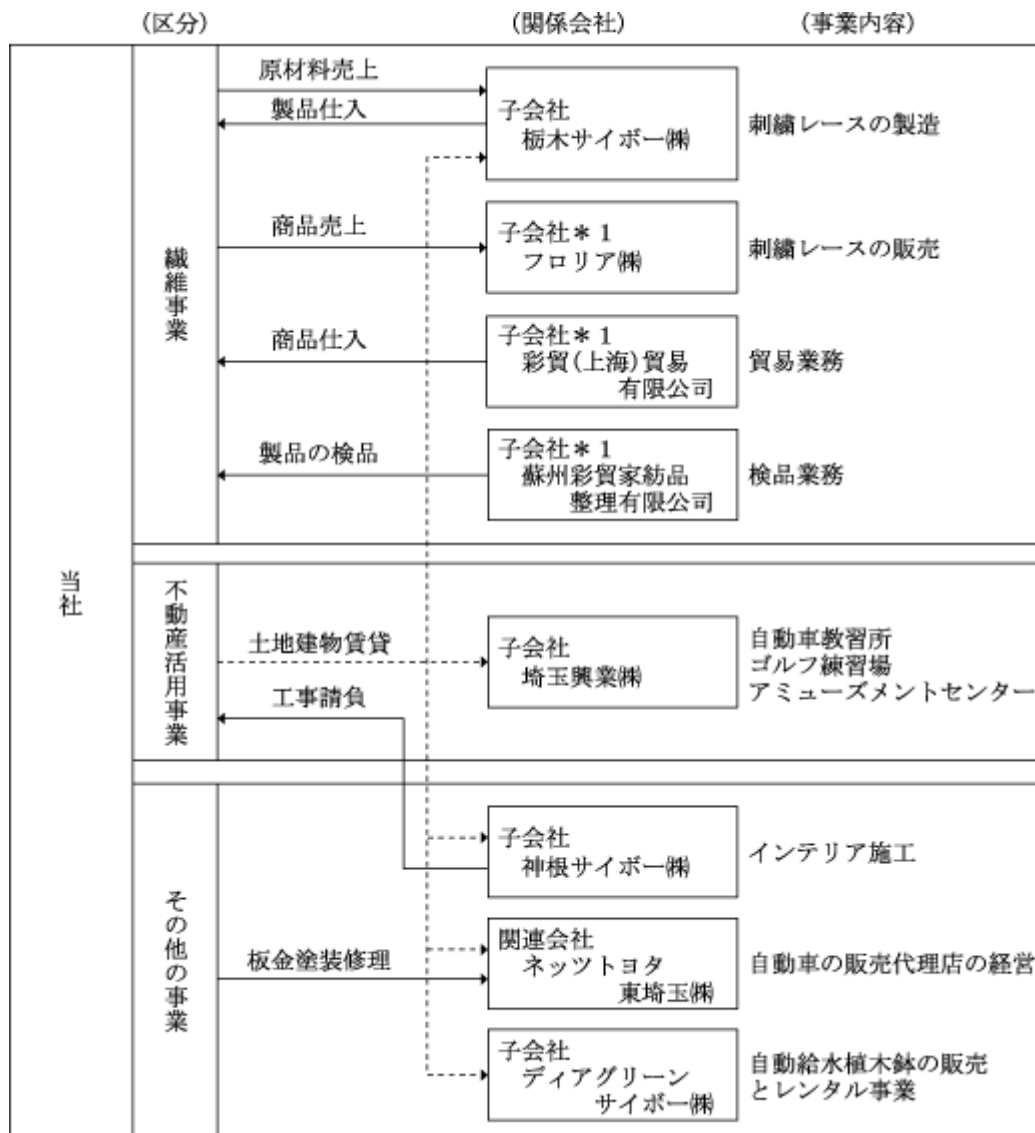 (区分)
(関係会社)
(事業内容)
当社
繊維事業
原材料売上
製品仕入
子会社
栃木サイボー㈱
刺繍レースの製造
商品売上
子会社＊1
フロリア㈱
刺繍レースの販売
商品仕入
子会社＊1
彩貿(上海)貿易
有限公司
貿易業務
製品の検品
子会社＊1
蘇州彩貿家紡品
整理有限公司
検品業務
不動産活用事業
土地建物賃貸
工事請負
子会社
埼玉興業㈱
自動車教習所
ゴルフ練習場
アミューズメントセンター
その他の事業
子会社
神根サイボー㈱
インテリア施工
板金塗装修理
関連会社
ネッツトヨタ
東埼玉㈱
自動車の販売代理店の経営
子会社
ディアグリーン
サイボー㈱
自動給水植木鉢の販売
とレンタル事業